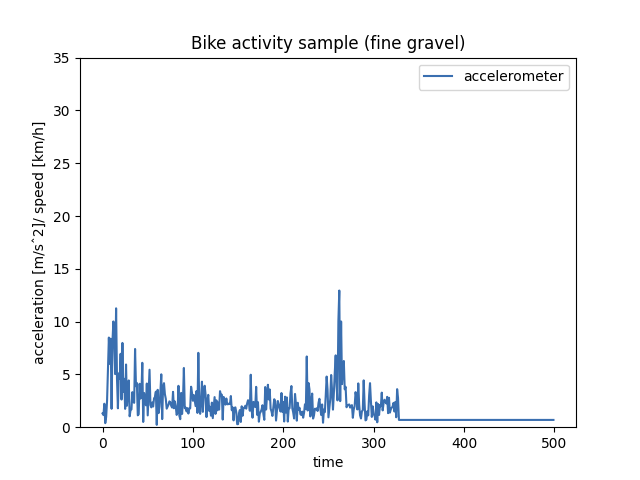 Bike activity sample (fine gravel)
accelerometer
acceleration [m/s^2]/ speed [km/h]
35
30
25
20
15
10
5
0
0 100 200 300 400 500
time